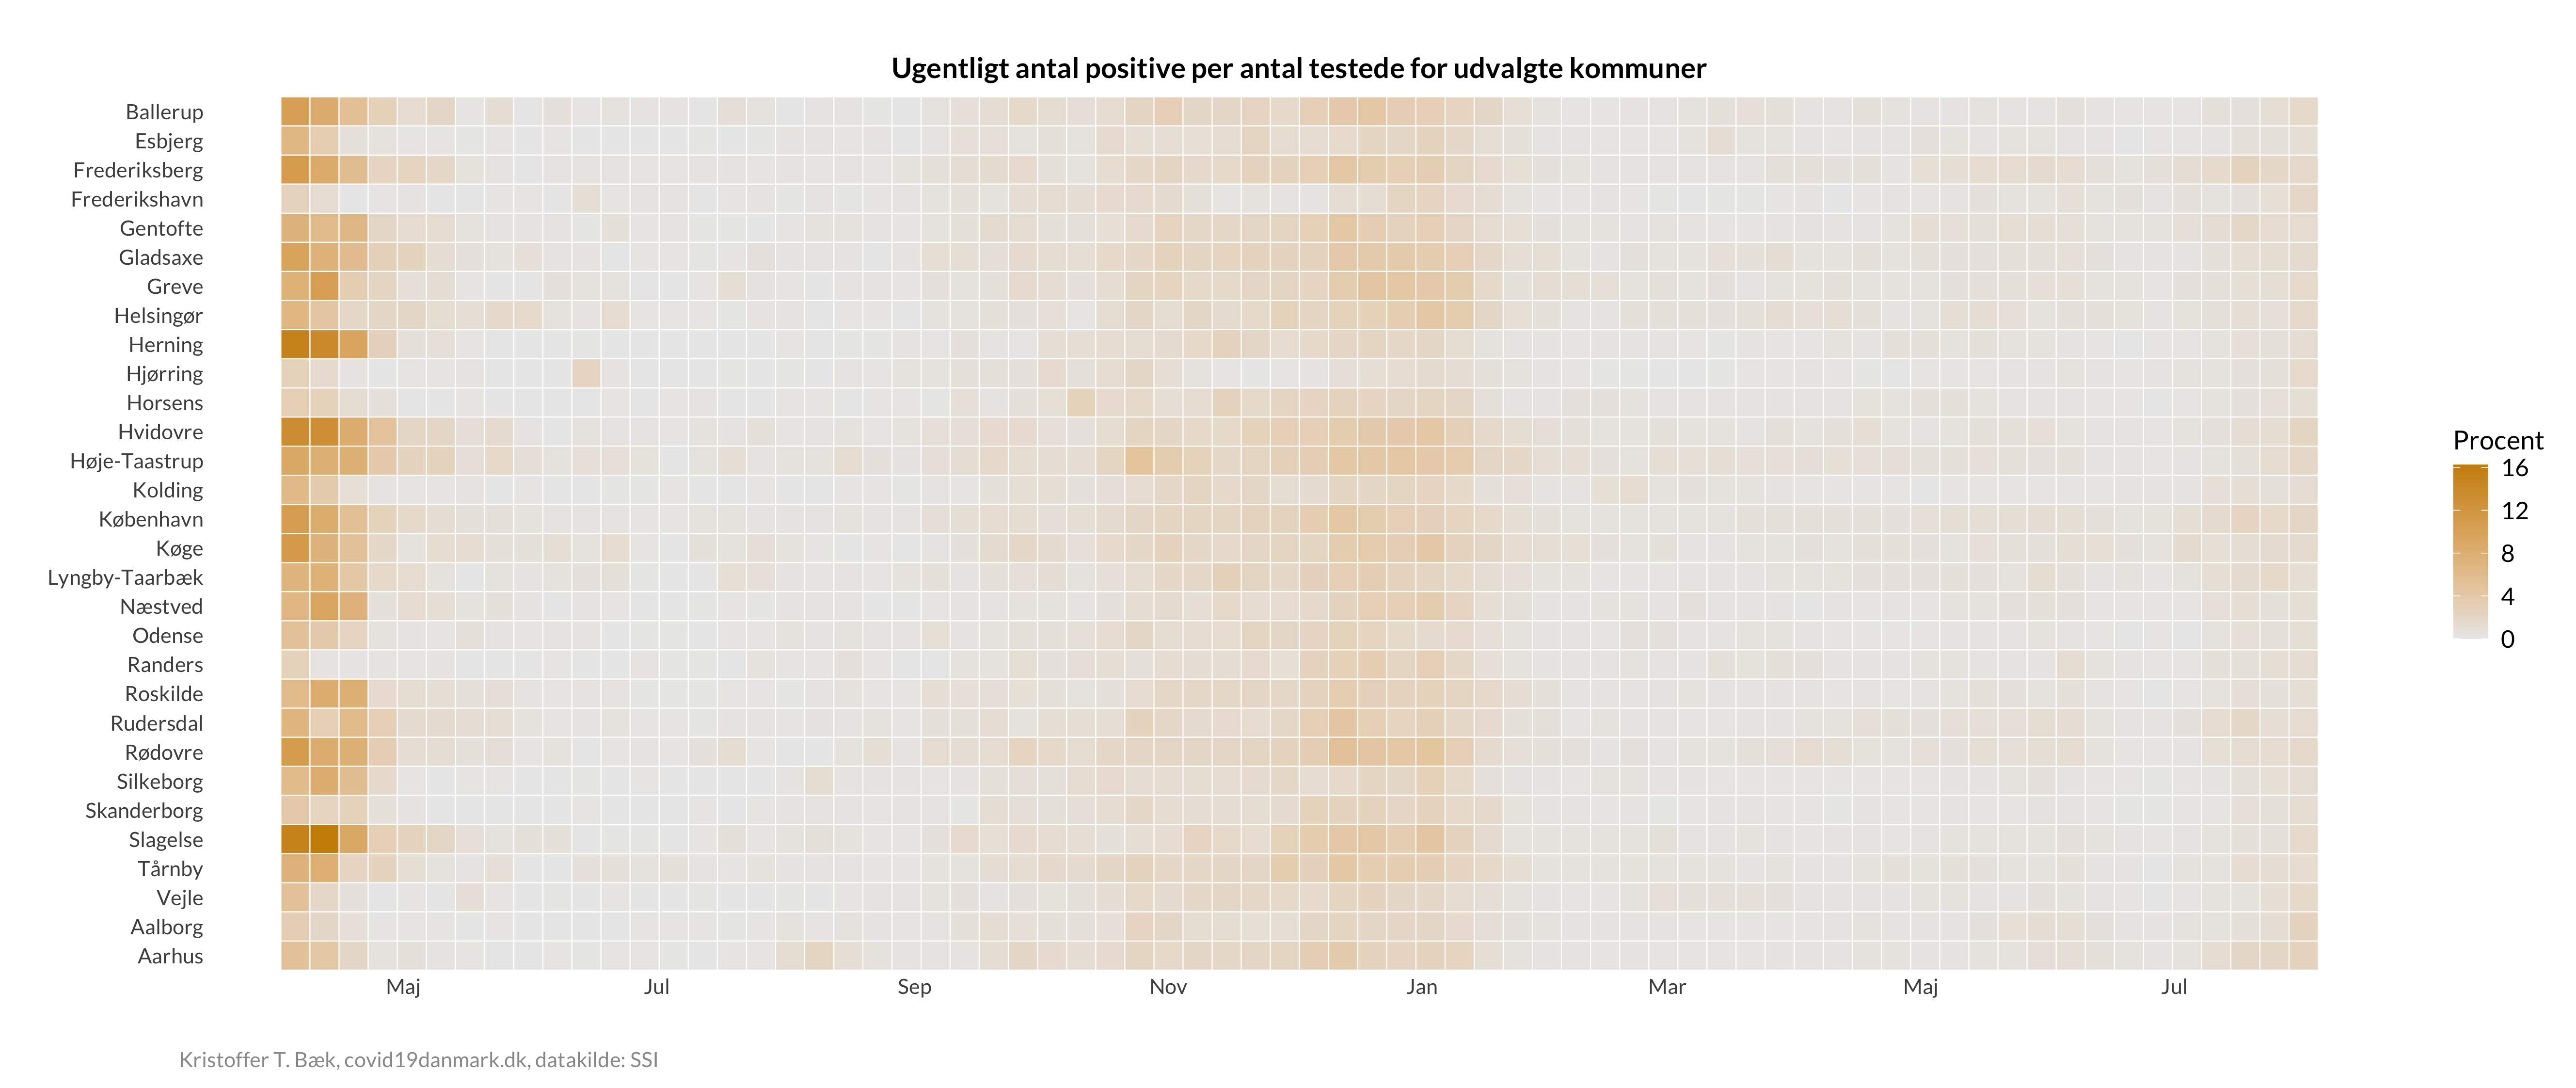 Ugentligt antal positive per antal testede for udvalgte kommuner
Ballerup
Esbjerg
Frederiksberg
Frederikshavn
Gentofte
Gladsaxe
Greve
Helsingør
Herning
Hjørring
Horsens
Hvidovre
Høje-Taastrup
Kolding
København
Køge
Lyngby-Taarbæk
Næstved
Odense
Randers
Roskilde
Rudersdal
Rødovre
Silkeborg
Skanderborg
Slagelse
Tårnby
Vejle
Aalborg
Aarhus
Maj Jul Sep Nov Jan Mar Maj Jul
Procent
16
12
8
4
0
Kristoffer T. Bæk, covid19danmark.dk, datakilde: SSI